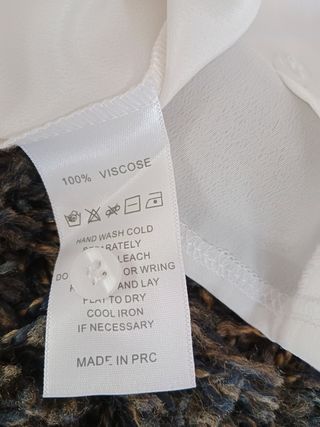 100% VISCOSE
HAND WASH COLD
LEACH
DO OR WRING
AND LAY
FLAT TO DRY
COOL IRON
IF NECESSARY
MADE IN PRC